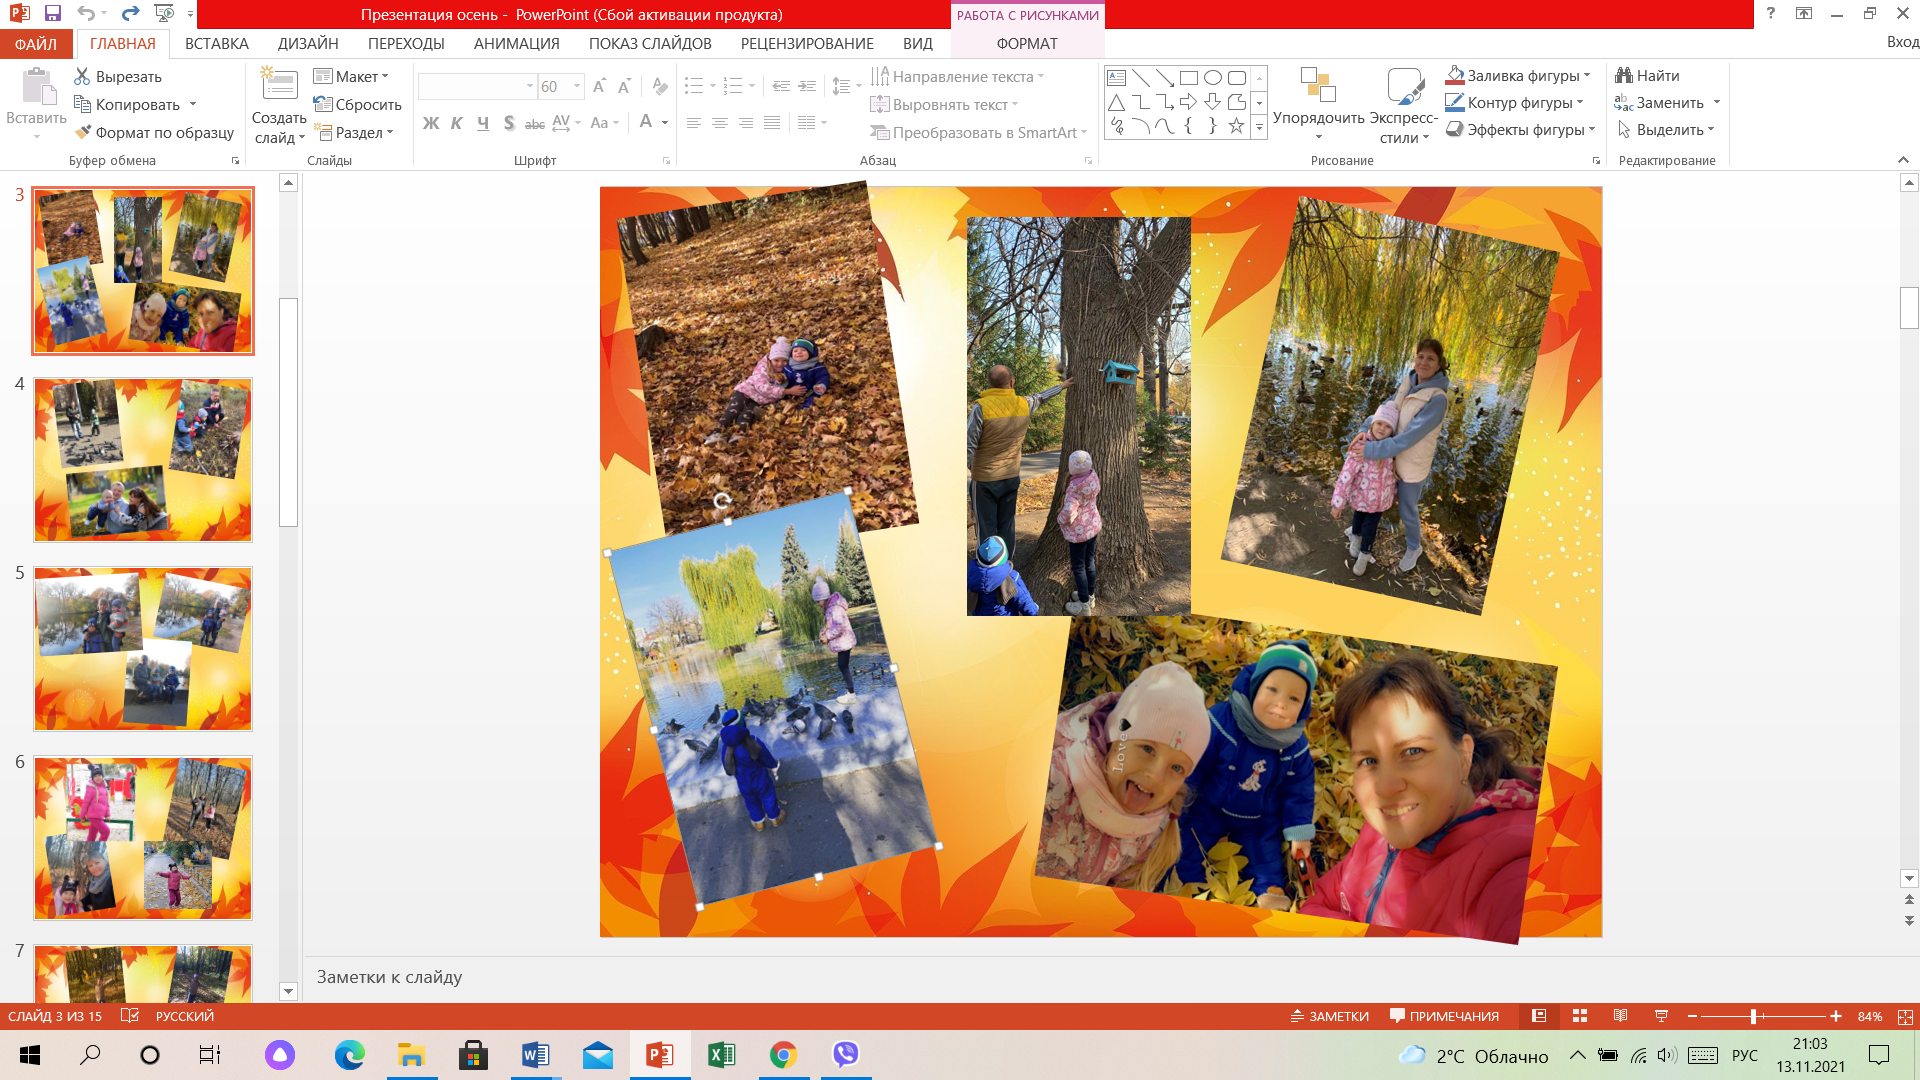 Презентация осень - PowerPoint (Сбой активации продукта)
РАБОТА С РИСУНКАМИ
?
ФАЙЛ
ГЛАВНАЯ
ВСТАВКА
ДИЗАЙН
ПЕРЕХОДЫ
АНИМАЦИЯ
ПОКАЗ СЛАЙДОВ
РЕЦЕНЗИРОВАНИЕ
ВИД
ФОРМАТ
Вход
Вставить
Вырезать
Копировать
Формат по образцу
Буфер обмена
Создать
слайд
Макет
Сбросить
Раздел
Слайды
60
Ж К Ч S abc AV Aa A
Шрифт
Направление текста
Выровнять текст
Преобразовать в SmartArt
Абзац
Упорядочить
Экспресс-
стили
Заливка фигуры
Контур фигуры
Эффекты фигуры
Рисование
Найти
Заменить
Выделить
Редактирование
3
4
5
6
7
Love
Заметки к слайду
СЛАЙД 3 ИЗ 15
РУССКИЙ
ЗАМЕТКИ
ПРИМЕЧАНИЯ
84%
2°C Облачно
РУС
21:03
13.11.2021